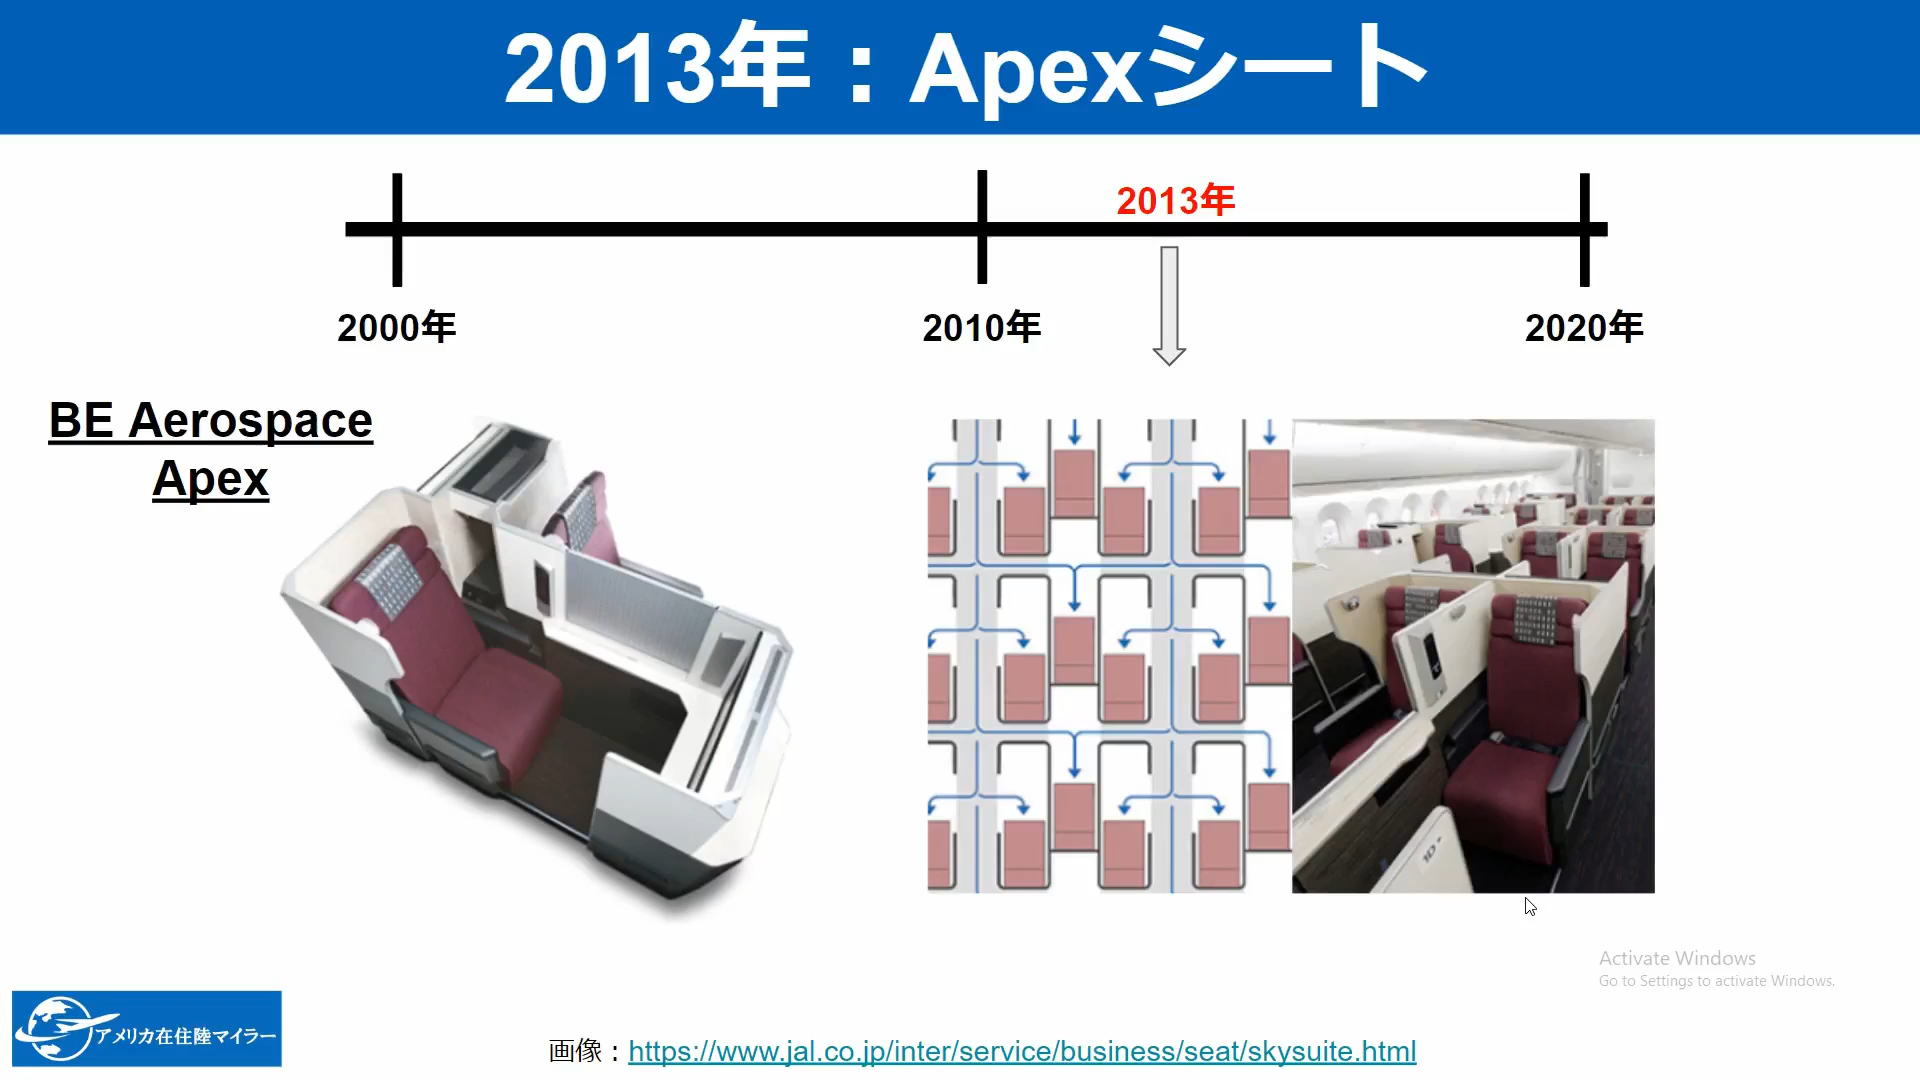 2013年：Apexシート
2013年
2000年
2010年
2020年
BE Aerospace
Apex
1D
Activate Windows
Go to Settings to activate Windows.
アメリカ在住陸マイラー
画像：https://www.jal.co.jp/inter/service/business/seat/skysuite.html